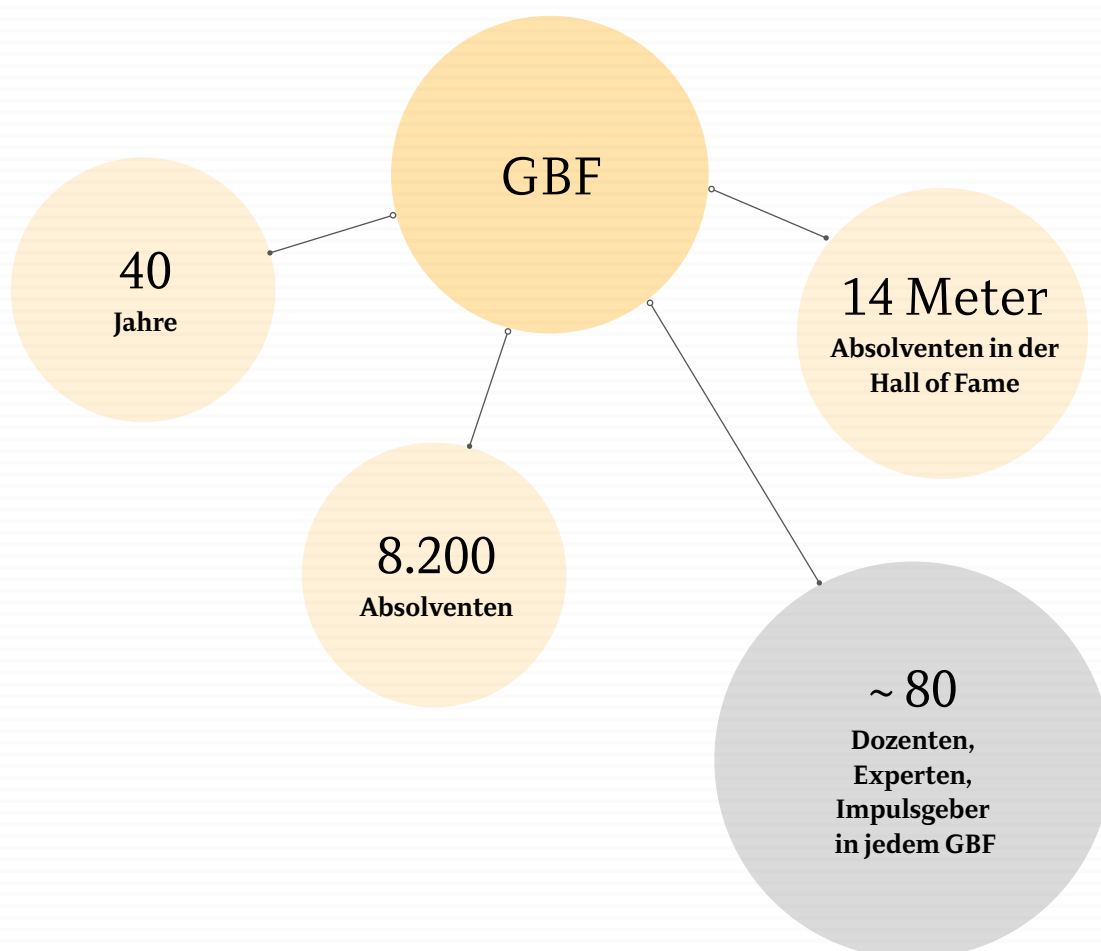 GBF
40
Jahre
14 Meter
Absolventen in der
Hall of Fame
8.200
Absolventen
~ 80
Dozenten,
Experten,
Impulsgeber
in jedem GBF